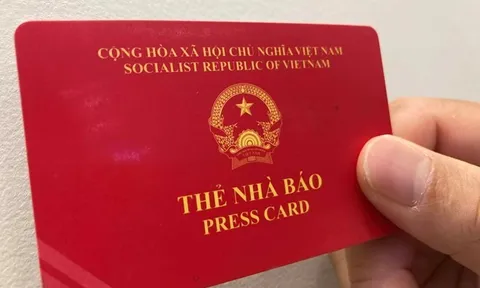 CỘNG HÒA XÃ HỘI CHỦ NGHĨA VIỆT NAM
SOCIALIST REPUBLIC OF VIETNAM
THẺ NHÀ BÁO
PRESS CARD